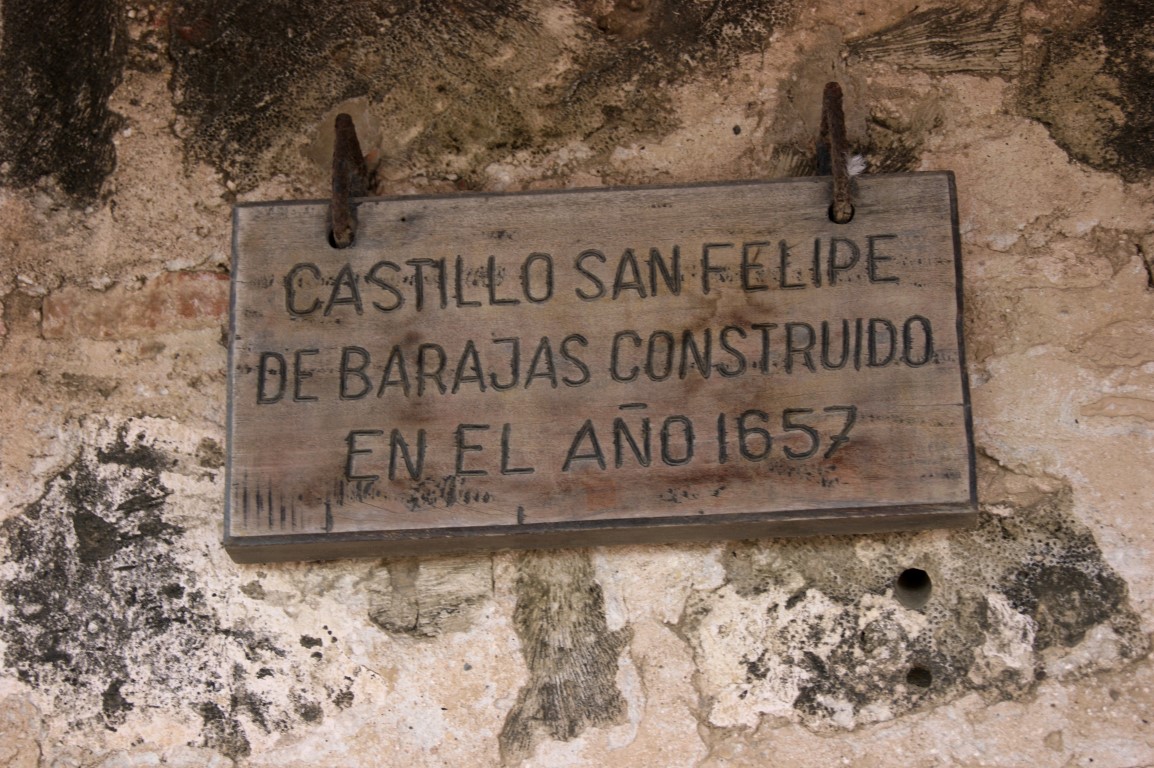 CASTILLO SAN FELIPE
DE BARAJAS CONSTRUIDO
EN EL AÑO 1657